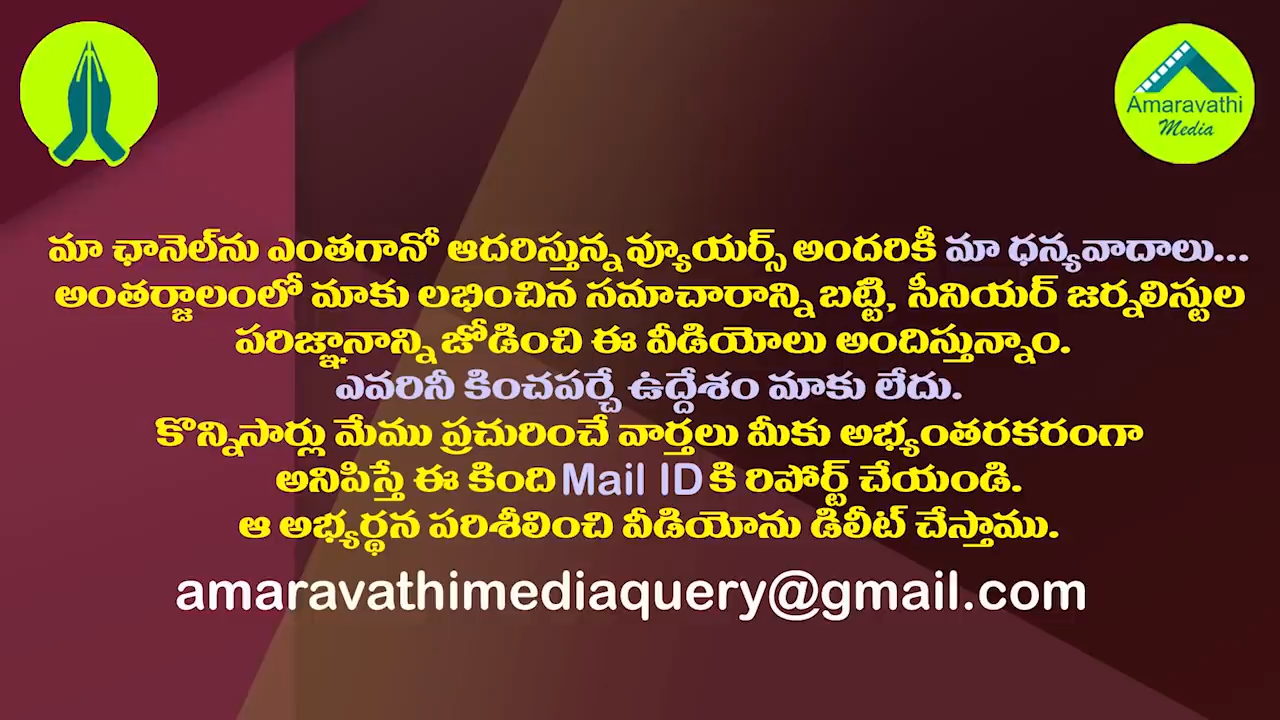 Amaravathi
Media
మా ఛానెల్‌ను ఎంతగానో ఆదరిస్తున్న వ్యూయర్స్ అందరికీ మా ధన్యవాదాలు...
అంతర్జాలంలో మాకు లభించిన సమాచారాన్ని బట్టి, సీనియర్ జర్నలిస్టుల
పరిజ్ఞానాన్ని జోడించి ఈ వీడియోలు అందిస్తున్నాం.
ఎవరినీ కించపర్చే ఉద్దేశం మాకు లేదు.
కొన్నిసార్లు మేము ప్రచురించే వార్తలు మీకు అభ్యంతరకరంగా
అనిపిస్తే ఈ కింది Mail ID కి రిపోర్ట్ చేయండి.
ఆ అభ్యర్థన పరిశీలించి వీడియోను డిలీట్ చేస్తాము.
amaravathimediaquery@gmail.com